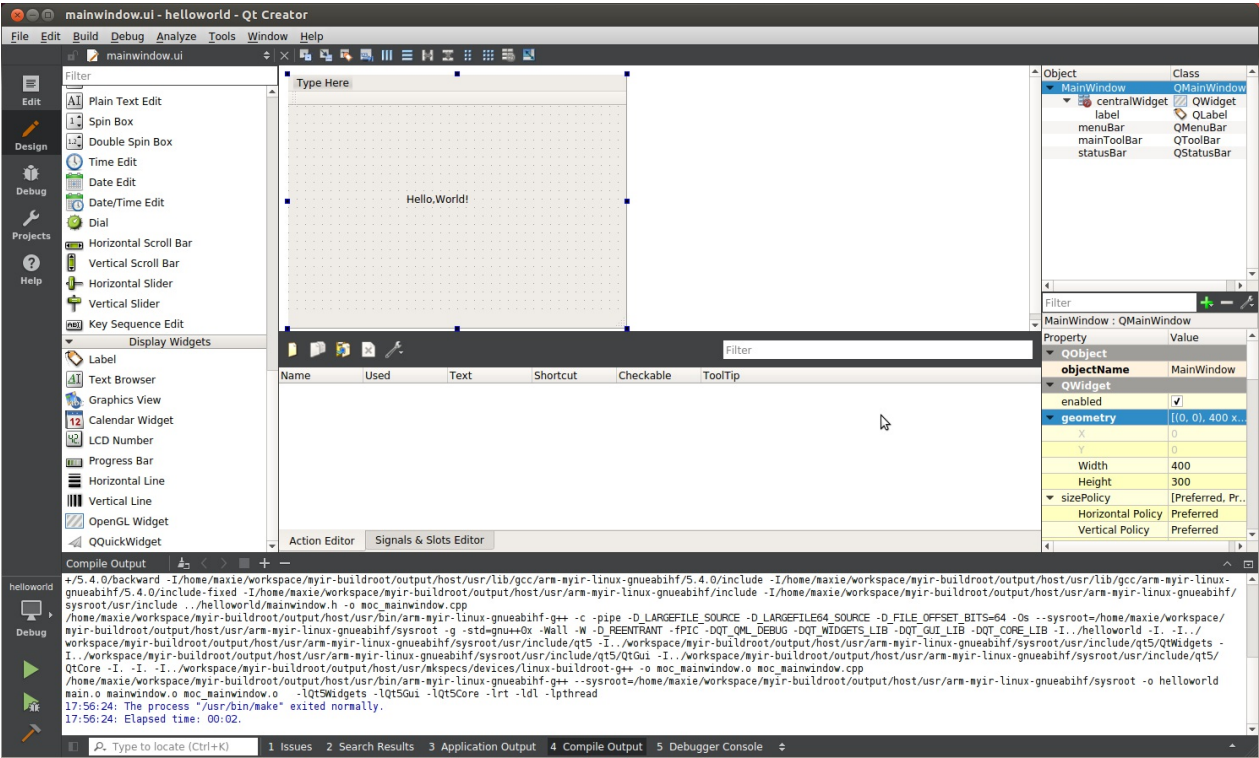 mainwindow.ui - helloworld - Qt Creator
File Edit Build Debug Analyze Tools Window Help
mainwindow.ui
Edit
Design
Debug
Projects
Help
helloworld
Debug
Filter
Plain Text Edit
Spin Box
Double Spin Box
Time Edit
Date Edit
Date/Time Edit
Dial
Horizontal Scroll Bar
Vertical Scroll Bar
Horizontal Slider
Vertical Slider
Key Sequence Edit
Display Widgets
Label
Text Browser
Graphics View
Calendar Widget
LCD Number
Progress Bar
Horizontal Line
Vertical Line
OpenGL Widget
QQuickWidget
Type Here
Hello,World!
Filter
Name Used Text Shortcut Checkable ToolTip
Action Editor Signals & Slots Editor
Object Class
MainWindow QMainWindow
centralWidget QWidget
label QLabel
menuBar QMenuBar
mainToolBar QToolBar
statusBar QStatusBar
Filter
MainWindow : QMainWindow
Property Value
QObject
objectName MainWindow
QWidget
enabled
geometry [(0, 0), 400 x...
X 0
Y 0
Width 400
Height 300
sizePolicy [Preferred, Pr...
Horizontal Policy Preferred
Vertical Policy Preferred
Compile Output
+/5.4.0/backward -I/home/maxie/workspace/myir-buildroot/output/host/usr/lib/gcc/arm-myir-linux-gnueabihf/5.4.0/include -I/home/maxie/workspace/myir-buildroot/output/host/usr/lib/gcc/arm-myir-linux-
gnueabihf/5.4.0/include-fixed -I/home/maxie/workspace/myir-buildroot/output/host/usr/arm-myir-linux-gnueabihf/include -I/home/maxie/workspace/myir-buildroot/output/host/usr/arm-myir-linux-gnueabihf/
sysroot/usr/include ../helloworld/mainwindow.h -o moc_mainwindow.cpp
/home/maxie/workspace/myir-buildroot/output/host/usr/bin/arm-myir-linux-gnueabihf-g++ -c -pipe -D_LARGEFILE_SOURCE -D_LARGEFILE64_SOURCE -D_FILE_OFFSET_BITS=64 -Os --sysroot=/home/maxie/workspace/
myir-buildroot/output/host/usr/arm-myir-linux-gnueabihf/sysroot -g -std=gnu++0x -Wall -W -D_REENTRANT -fPIC -DQT_QML_DEBUG -DQT_WIDGETS_LIB -DQT_GUI_LIB -DQT_CORE_LIB -I../helloworld -I. -I../
workspace/myir-buildroot/output/host/usr/arm-myir-linux-gnueabihf/sysroot/usr/include/qt5 -I../workspace/myir-buildroot/output/host/usr/arm-myir-linux-gnueabihf/sysroot/usr/include/qt5/QtWidgets -
I../workspace/myir-buildroot/output/host/usr/arm-myir-linux-gnueabihf/sysroot/usr/include/qt5/QtGui -I../workspace/myir-buildroot/output/host/usr/arm-myir-linux-gnueabihf/sysroot/usr/include/qt5/
QtCore -I. -I. -I../workspace/myir-buildroot/output/host/usr/mkspecs/devices/linux-buildroot-g++ -o moc_mainwindow.o moc_mainwindow.cpp
/home/maxie/workspace/myir-buildroot/output/host/usr/bin/arm-myir-linux-gnueabihf-g++ --sysroot=/home/maxie/workspace/myir-buildroot/output/host/usr/arm-myir-linux-gnueabihf/sysroot -o helloworld
main.o mainwindow.o moc_mainwindow.o -lQt5Widgets -lQt5Gui -lQt5Core -lrt -ldl -lpthread
17:56:24: The process "/usr/bin/make" exited normally.
17:56:24: Elapsed time: 00:02.
Type to locate (Ctrl+K) 1 Issues 2 Search Results 3 Application Output 4 Compile Output 5 Debugger Console